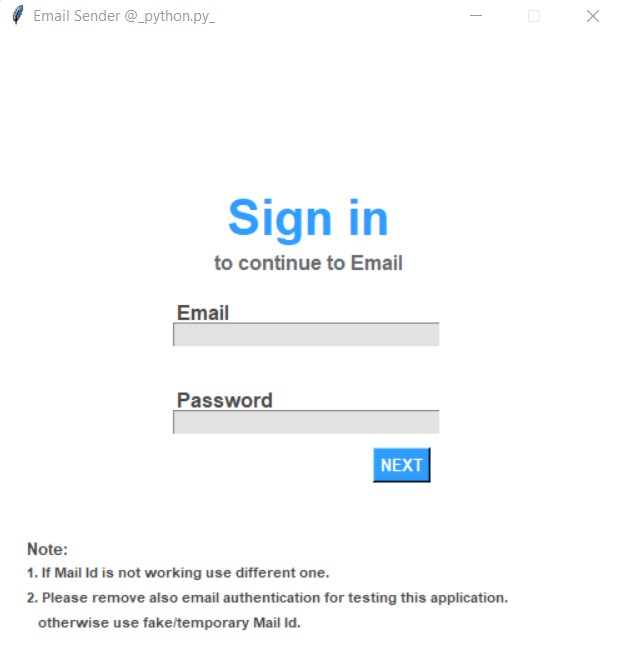 Email Sender @_python.py_
Sign in
to continue to Email
Email
Password
NEXT
Note:
1. If Mail Id is not working use different one.
2. Please remove also email authentication for testing this application.
otherwise use fake/temporary Mail Id.